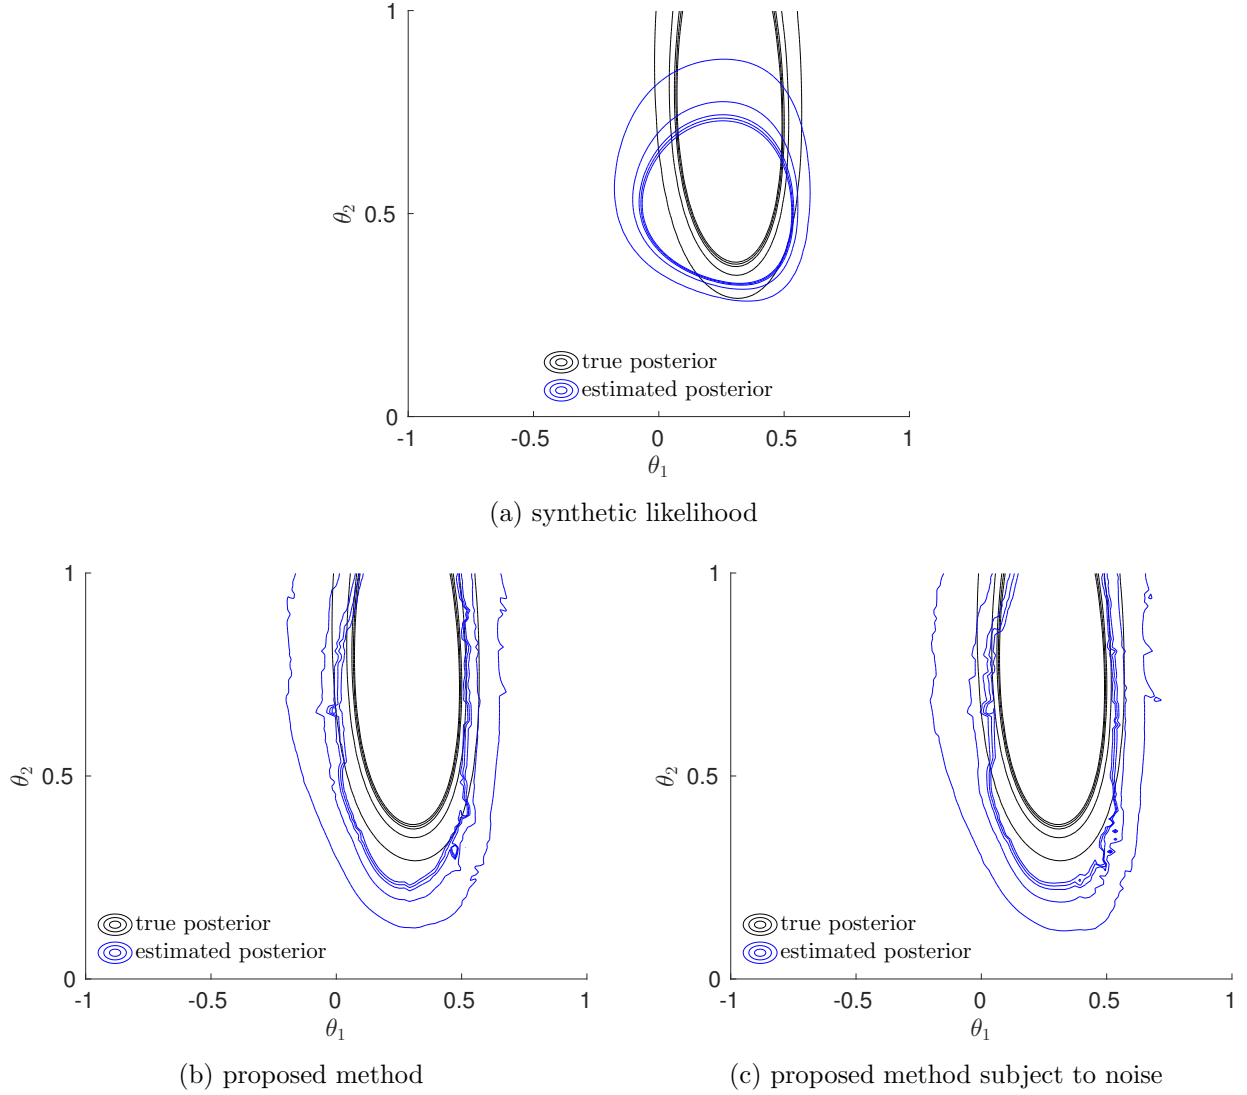 1
0.5
0
θ2
-1
-0.5
0
0.5
1
θ1
true posterior
estimated posterior
(a) synthetic likelihood
1
0.5
0
θ2
-1
-0.5
0
0.5
1
θ1
true posterior
estimated posterior
(b) proposed method
1
0.5
0
θ2
-1
-0.5
0
0.5
1
θ1
true posterior
estimated posterior
(c) proposed method subject to noise